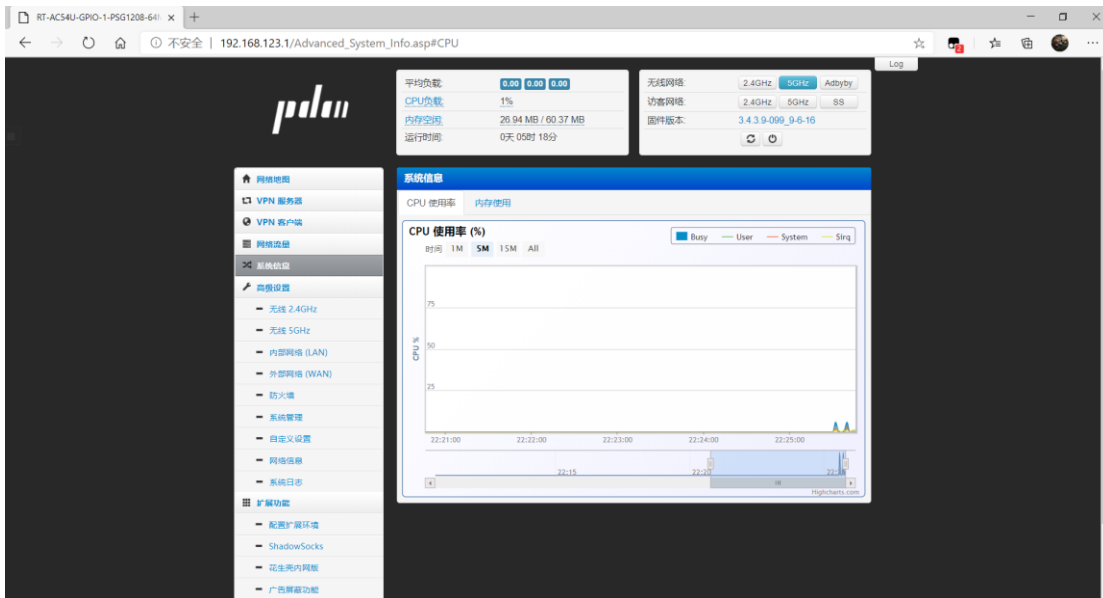 RT-AC54U-GPIO-1-PSG1208-64
不安全 | 192.168.123.1/Advanced_System_Info.asp#CPU
2
Log
pdcn
平均负载: 0.00 0.00 0.00
CPU负载: 1%
内存空闲: 26.94 MB / 60.37 MB
运行时间: 0天 05时 18分
无线网络: 2.4GHz 5GHz Adbyby
访客网络: 2.4GHz 5GHz SS
固件版本: 3.4.3.9-099_9-6-16
网络地图
VPN 服务器
VPN 客户端
网络流量
系统信息
高级设置
无线 2.4GHz
无线 5GHz
内部网络 (LAN)
外部网络 (WAN)
防火墙
系统管理
自定义设置
网络信息
系统日志
扩展功能
配置扩展环境
ShadowSocks
花生壳内网版
广告屏蔽功能
系统信息
CPU 使用率 内存使用
CPU 使用率 (%)
时间 1M 5M 15M All
Busy User System Sirq
CPU %
75
50
25
22:21:00 22:22:00 22:23:00 22:24:00 22:25:00
22:15 22:20
Highcharts.com